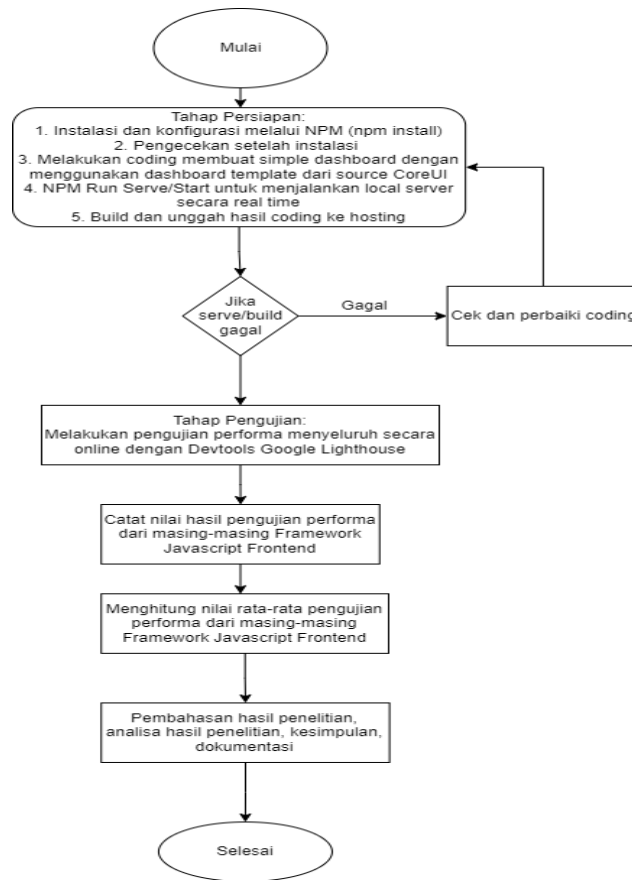 Mulai
Tahap Persiapan:
1. Instalasi dan konfigurasi melalui NPM (npm install)
2. Pengecekan setelah instalasi
3. Melakukan coding membuat simple dashboard dengan
menggunakan dashboard template dari source CoreUI
4. NPM Run Serve/Start untuk menjalankan local server
secara real time
5. Build dan unggah hasil coding ke hosting
Jika
serve/build
gagal
Gagal
Cek dan perbaiki coding
Tahap Pengujian:
Melakukan pengujian performa menyeluruh secara
online dengan Devtools Google Lighthouse
Catat nilai hasil pengujian performa
dari masing-masing Framework
Javascript Frontend
Menghitung nilai rata-rata pengujian
performa dari masing-masing
Framework Javascript Frontend
Pembahasan hasil penelitian,
analisa hasil penelitian, kesimpulan,
dokumentasi
Selesai